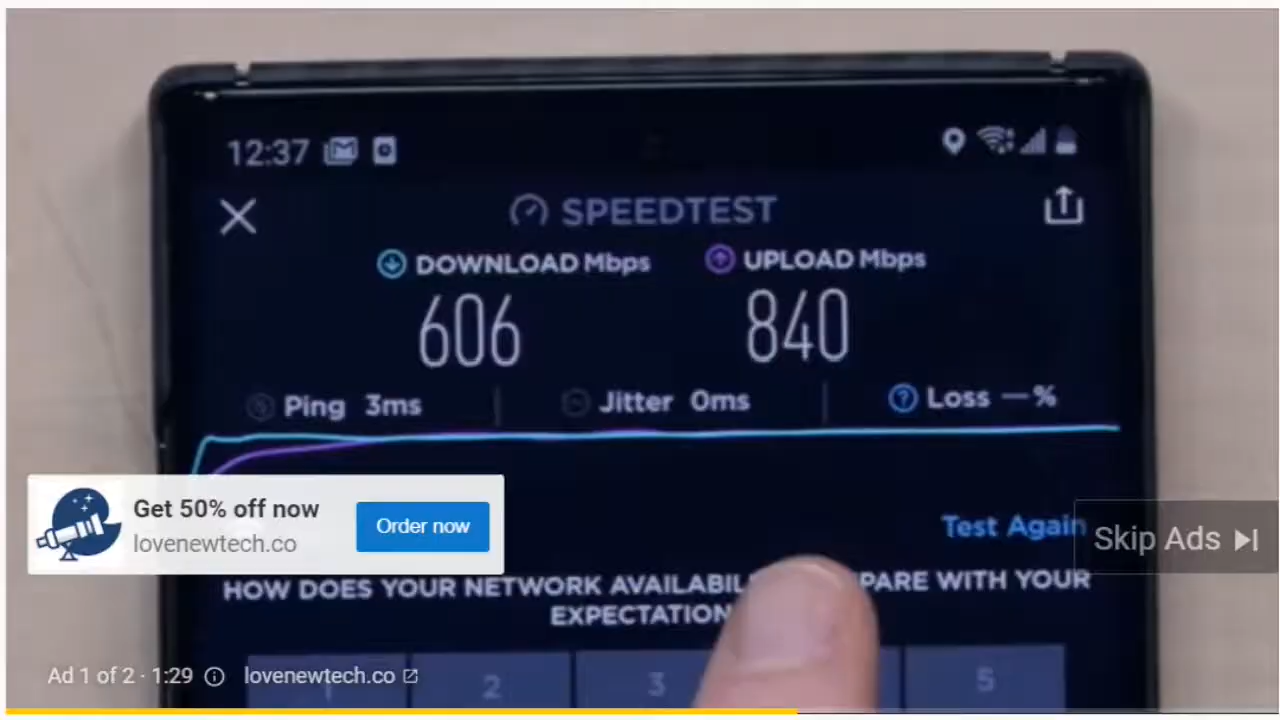 12:37
SPEEDTEST
DOWNLOAD Mbps
UPLOAD Mbps
606
840
Ping 3ms
Jitter 0ms
Loss — %
Get 50% off now
lovenewtech.co
Order now
Test Again
Skip Ads
HOW DOES YOUR NETWORK AVAILABIL PARE WITH YOUR
EXPECTATION
1 2 3 5
Ad 1 of 2 · 1:29 lovenewtech.co